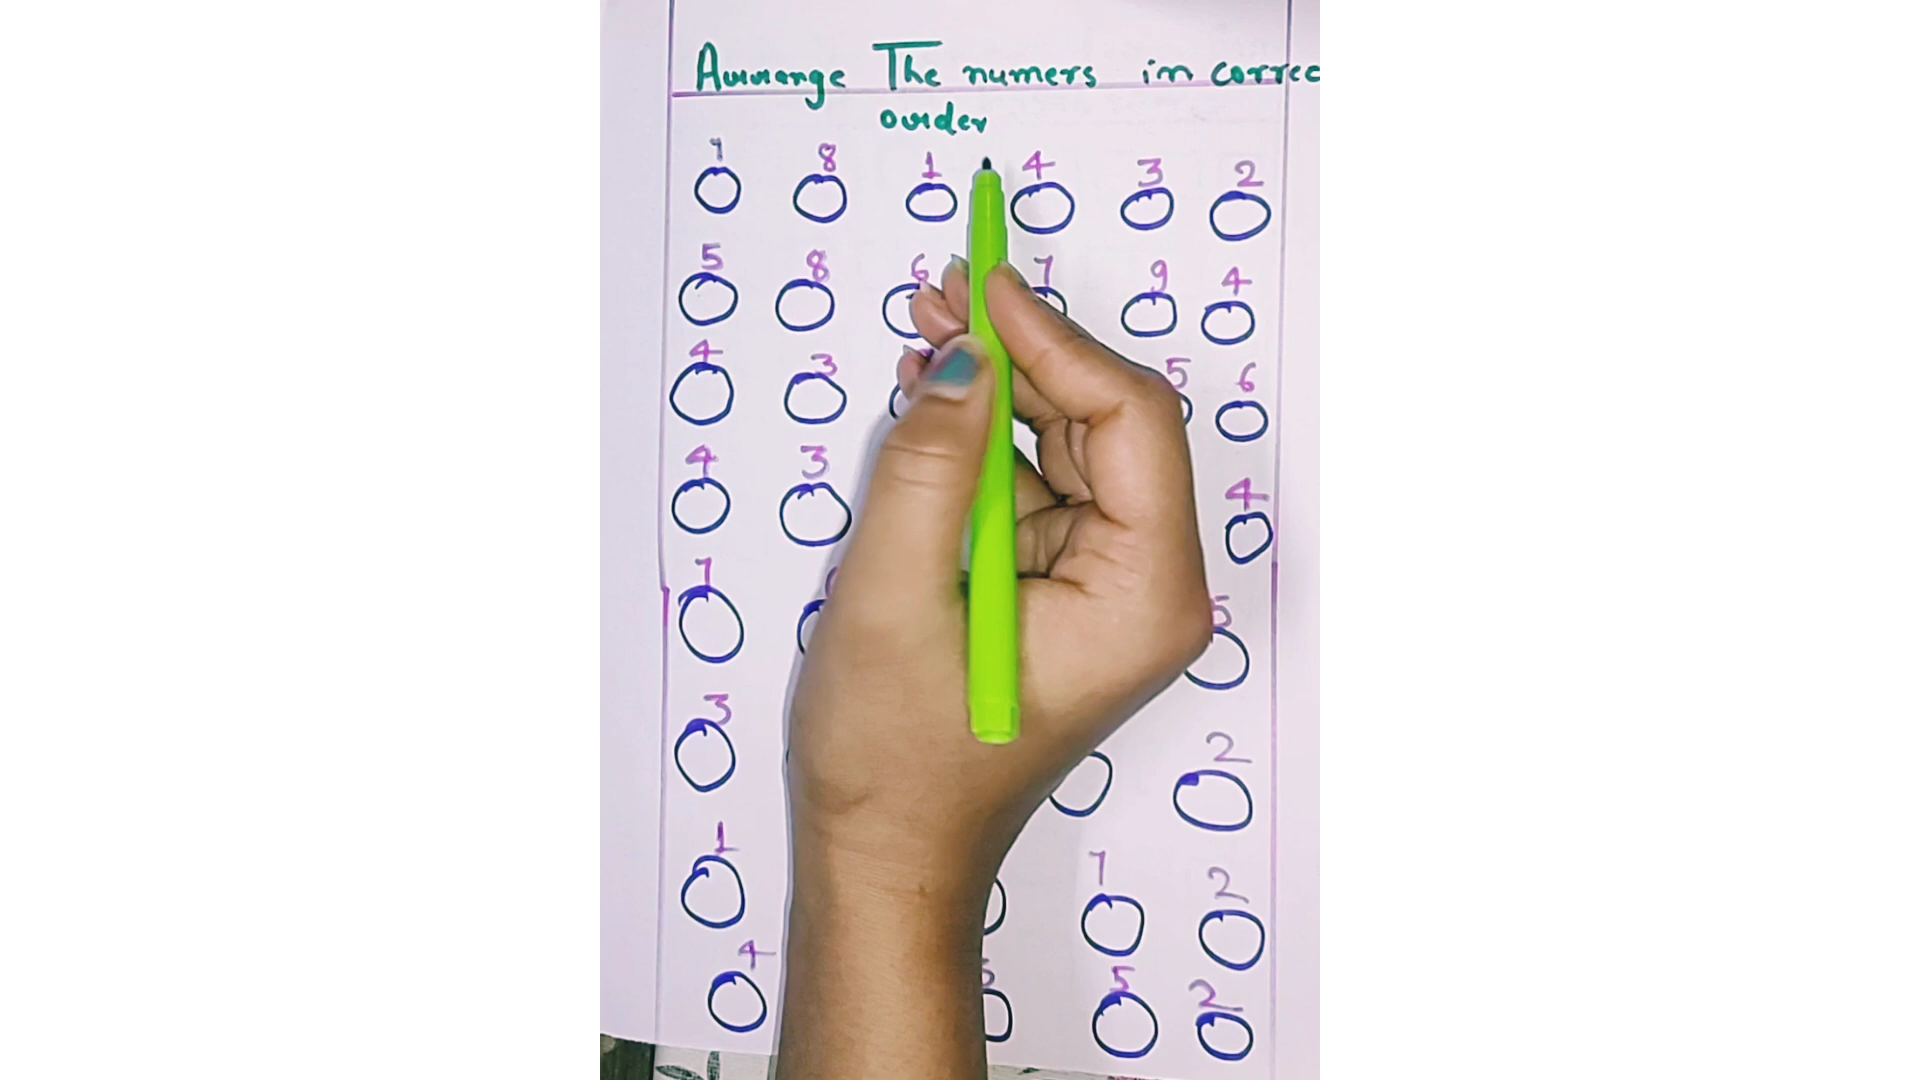 Arrange The numers in correc
order
7 8 1 4 3 2
5 8 6 7 9 4
4 3 5 6
4 3 4
7 5
3 2
1 7 2
4 5 2